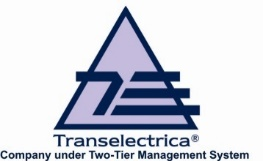 Transelectrica®
Company under Two-Tier Management System